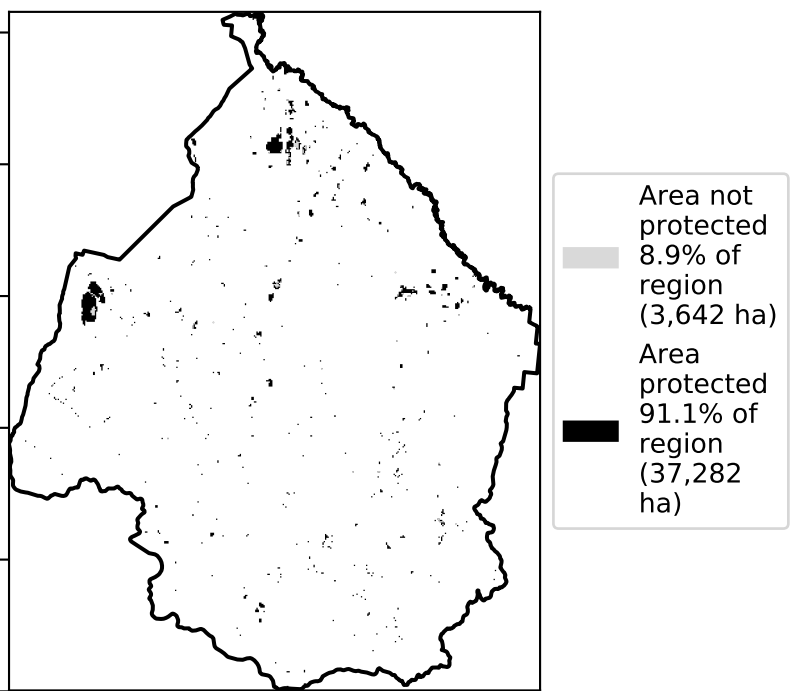 Area not
protected
8.9% of
region
(3,642 ha)
Area
protected
91.1% of
region
(37,282
ha)